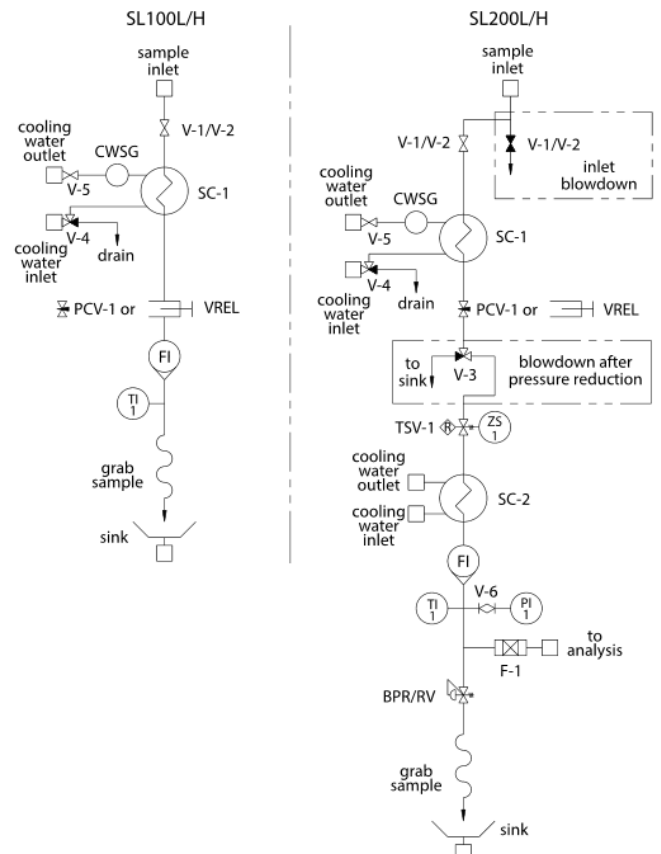 SL100L/H
sample
inlet
V-1/V-2
cooling
water
outlet
CWSG
V-5
SC-1
V-4
cooling
water
inlet
drain
PCV-1 or
VREL
FI
TI
1
grab
sample
sink
SL200L/H
sample
inlet
V-1/V-2
V-1/V-2
inlet
blowdown
cooling
water
outlet
CWSG
V-5
SC-1
V-4
cooling
water
inlet
drain
PCV-1 or
VREL
to
sink
V-3
blowdown after
pressure reduction
TSV-1
R
ZS
1
cooling
water
outlet
SC-2
cooling
water
inlet
FI
V-6
TI
1
PI
1
to
analysis
F-1
BPR/RV
grab
sample
sink